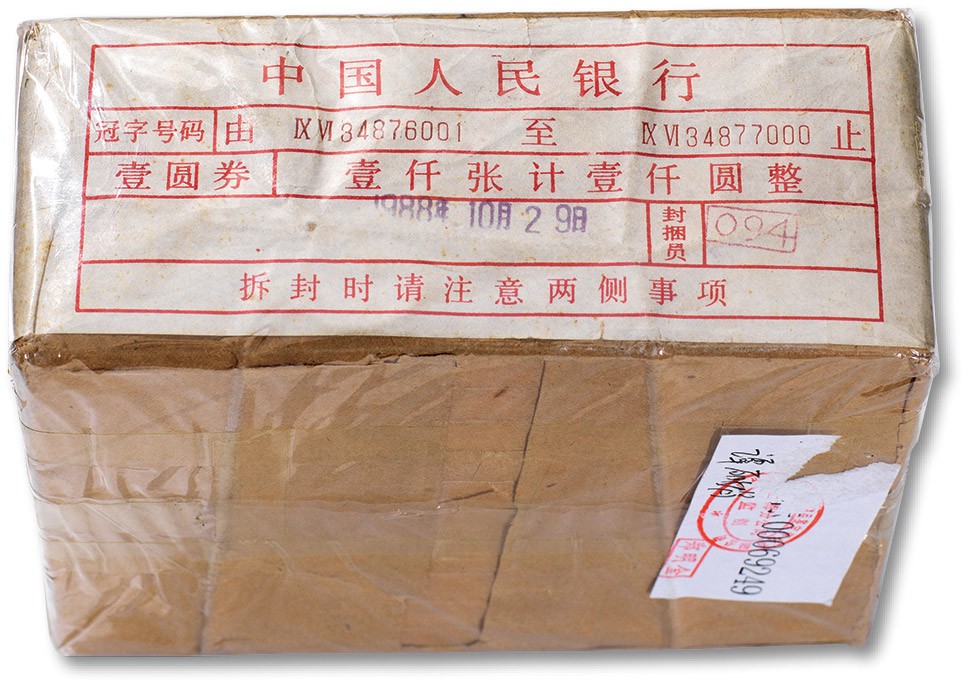 中国人民银行
冠字号码 由 ⅨⅥ34876001 至 ⅨⅥ34877000 止
壹圆券 壹仟张计壹仟圆整
1988年 10月 29日 封捆员 094
拆封时请注意两侧事项
00069249